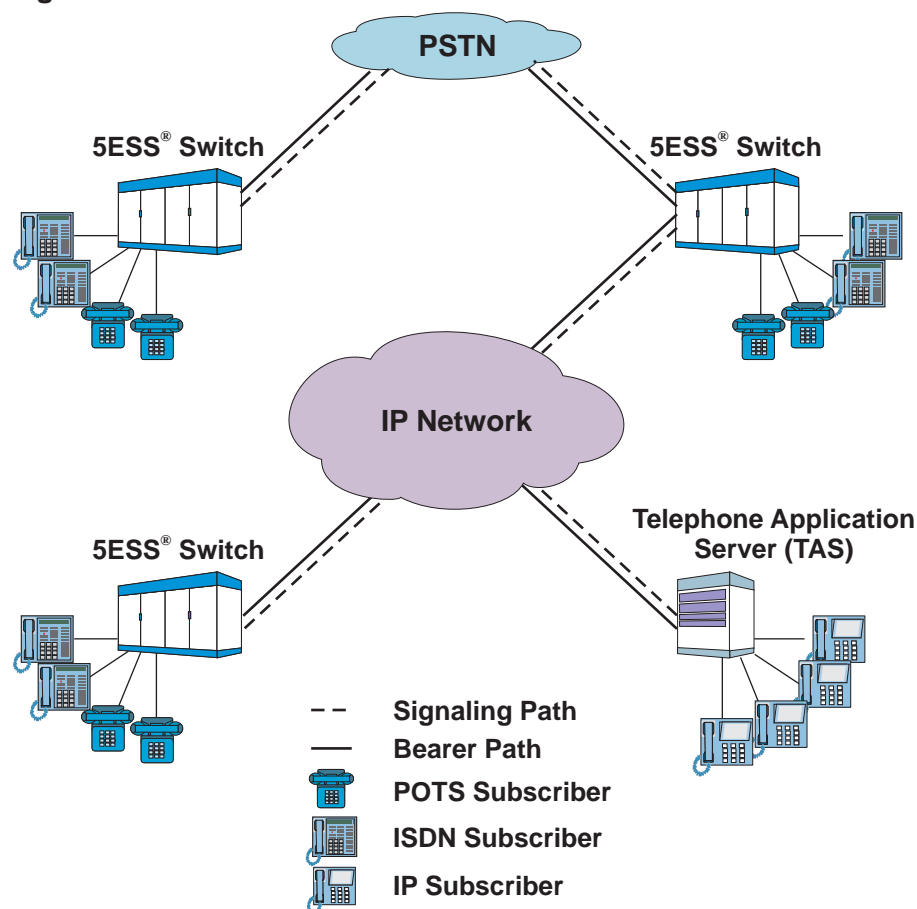 PSTN
5ESS® Switch
5ESS® Switch
IP Network
5ESS® Switch
Telephone Application
Server (TAS)
Signaling Path
Bearer Path
POTS Subscriber
ISDN Subscriber
IP Subscriber